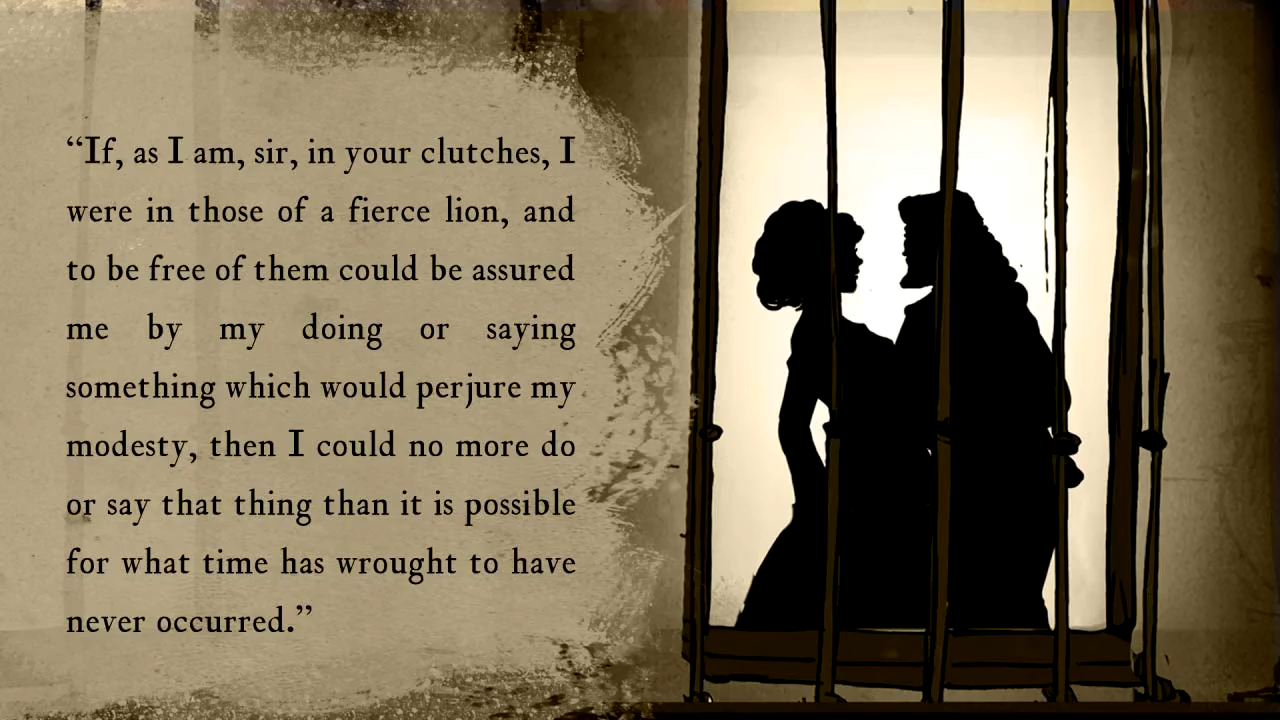 “If, as I am, sir, in your clutches, I
were in those of a fierce lion, and
to be free of them could be assured
me by my doing or saying
something which would perjure my
modesty, then I could no more do
or say that thing than it is possible
for what time has wrought to have
never occurred.”